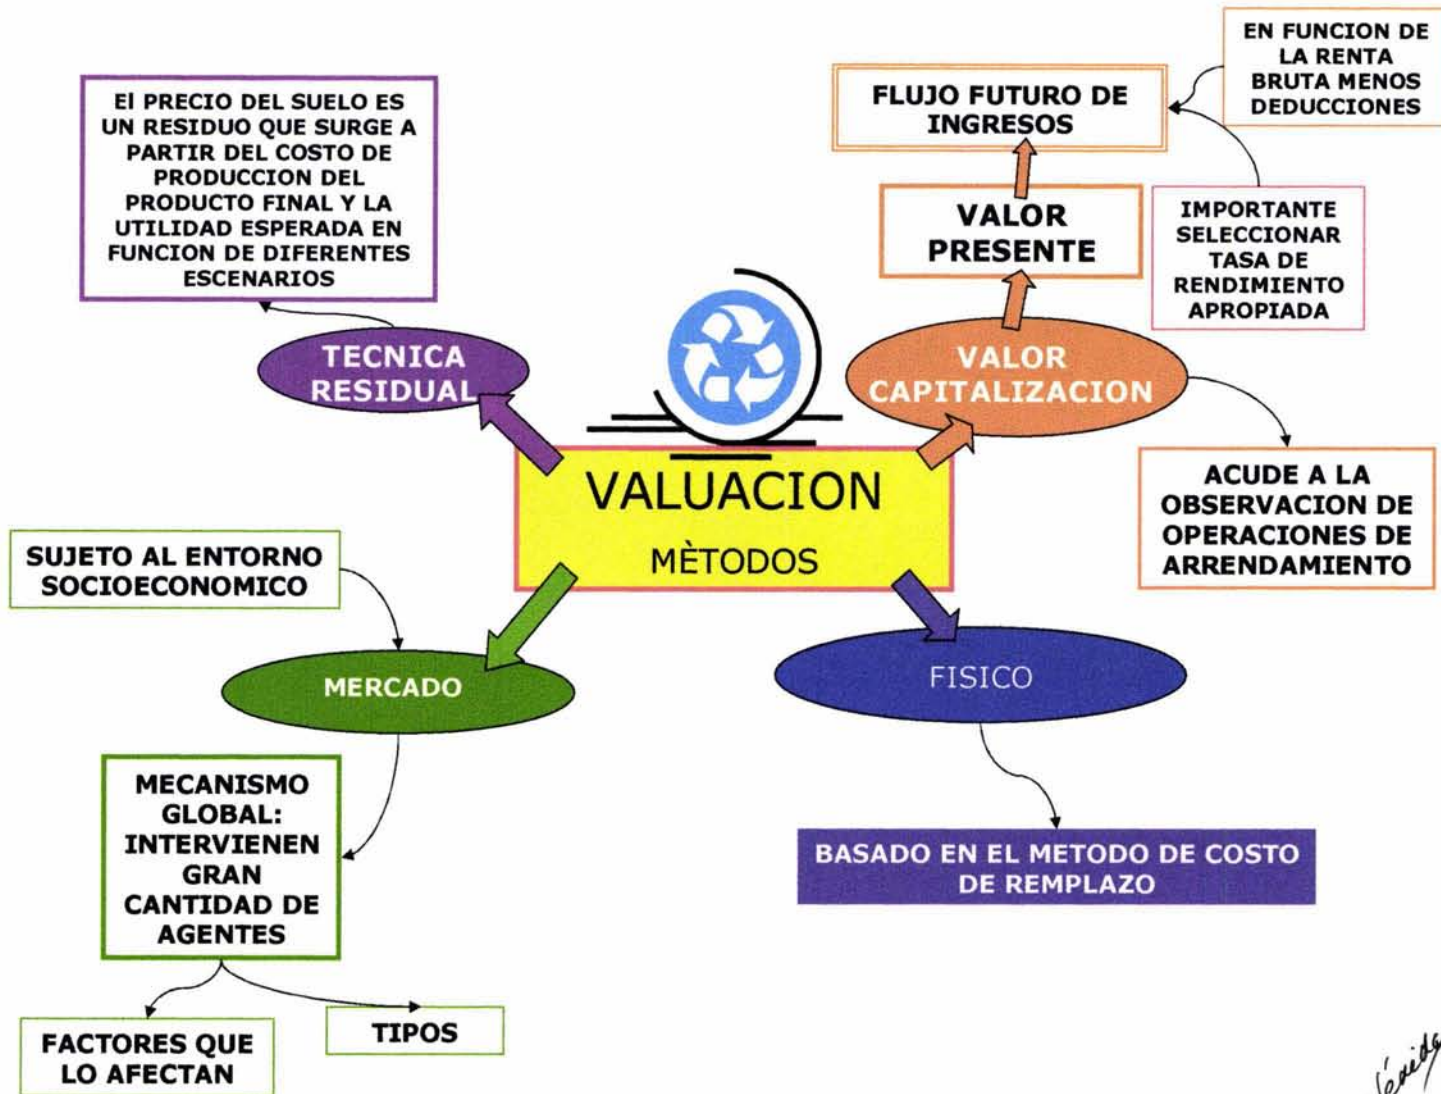 El PRECIO DEL SUELO ES
UN RESIDUO QUE SURGE A
PARTIR DEL COSTO DE
PRODUCCION DEL
PRODUCTO FINAL Y LA
UTILIDAD ESPERADA EN
FUNCION DE DIFERENTES
ESCENARIOS
TECNICA
RESIDUAL
FLUJO FUTURO DE
INGRESOS
EN FUNCION DE
LA RENTA
BRUTA MENOS
DEDUCCIONES
VALOR
PRESENTE
IMPORTANTE
SELECCIONAR
TASA DE
RENDIMIENTO
APROPIADA
VALOR
CAPITALIZACION
ACUDE A LA
OBSERVACION DE
OPERACIONES DE
ARRENDAMIENTO
VALUACION
MÈTODOS
SUJETO AL ENTORNO
SOCIOECONOMICO
MERCADO
MECANISMO
GLOBAL:
INTERVIENEN
GRAN
CANTIDAD DE
AGENTES
FACTORES QUE
LO AFECTAN
TIPOS
FISICO
BASADO EN EL METODO DE COSTO
DE REMPLAZO